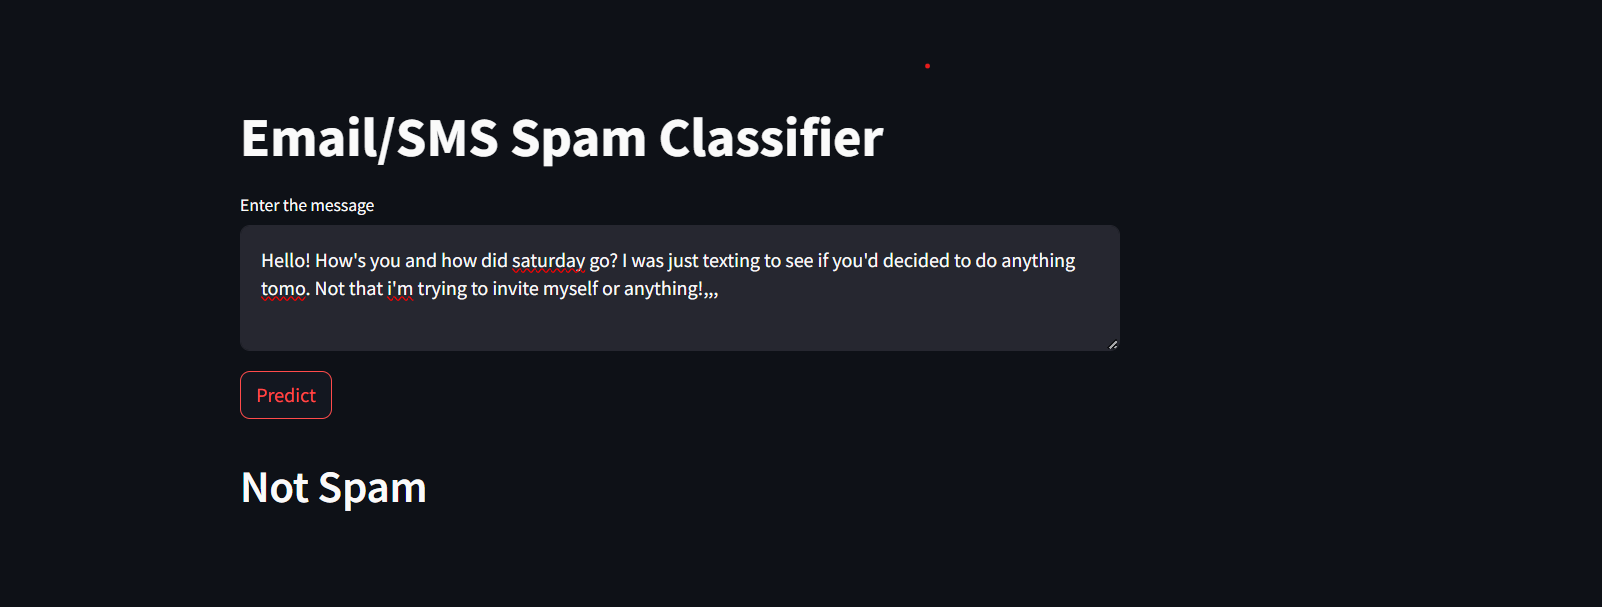 Email/SMS Spam Classifier
Enter the message
Hello! How's you and how did saturday go? I was just texting to see if you'd decided to do anything
tomo. Not that i'm trying to invite myself or anything!,,,
Predict
Not Spam